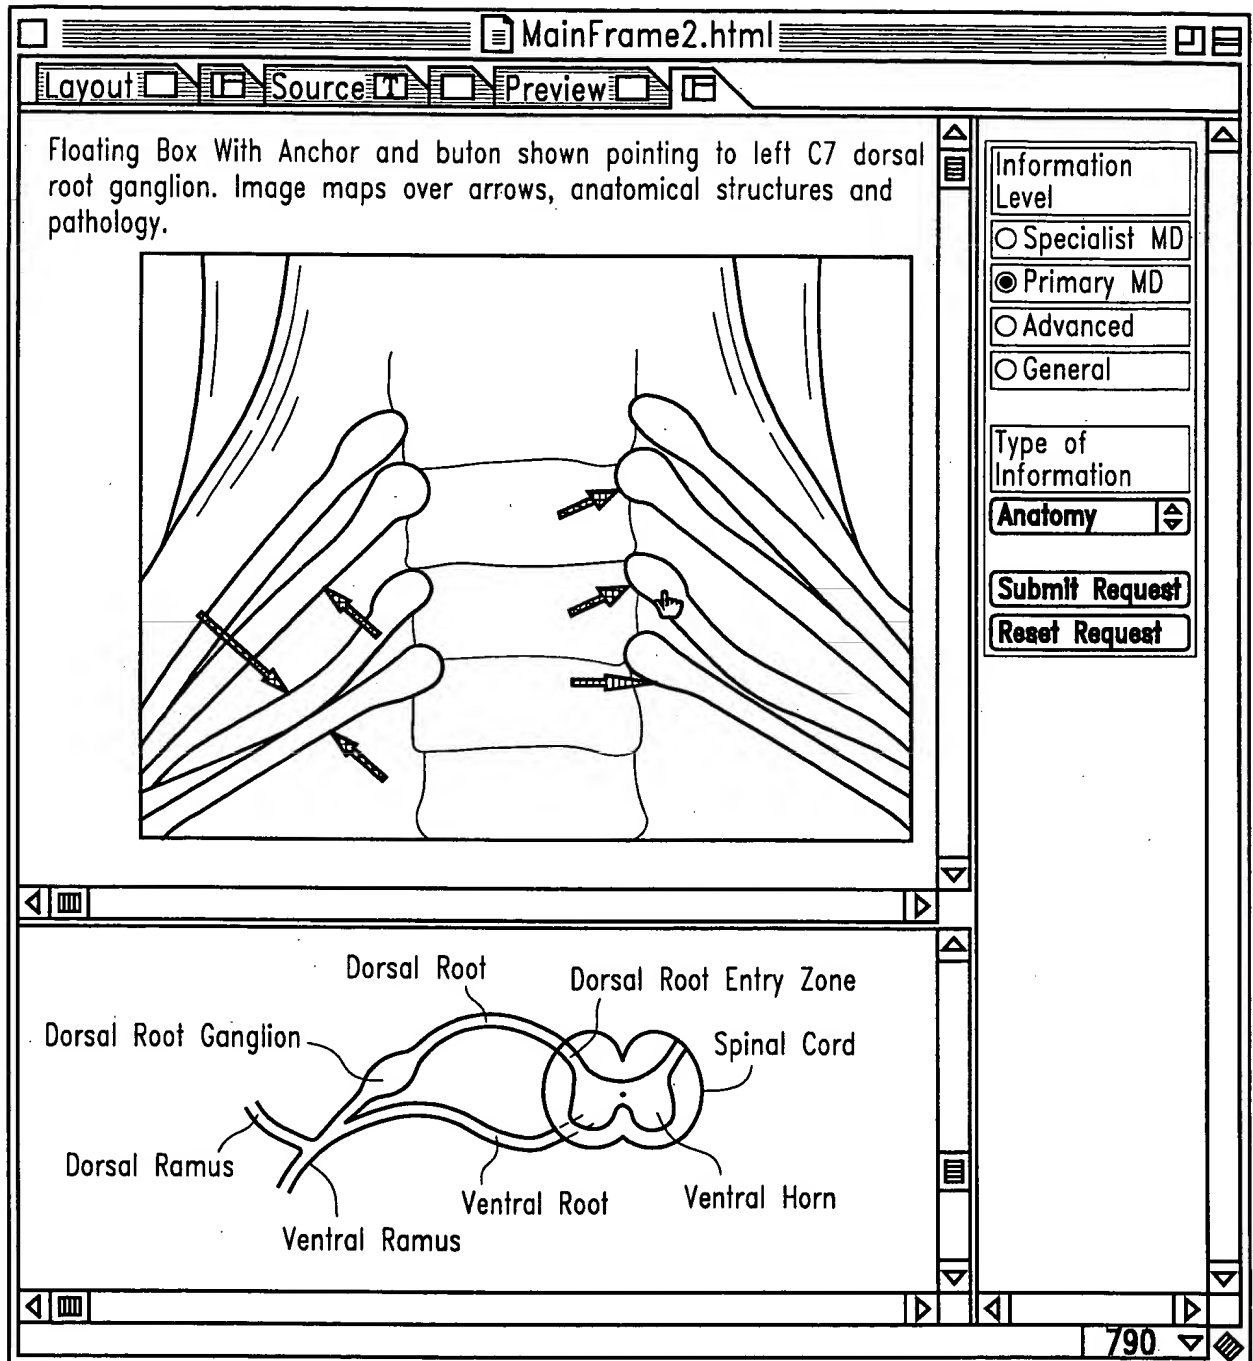 MainFrame2.html
Layout
Source T
Preview
Floating Box With Anchor and buton shown pointing to left C7 dorsal
root ganglion. Image maps over arrows, anatomical structures and
pathology.
Information
Level
Specialist MD
Primary MD
Advanced
General
Type of
Information
Anatomy
Submit Request
Reset Request
Dorsal Root
Dorsal Root Entry Zone
Dorsal Root Ganglion
Spinal Cord
Dorsal Ramus
Ventral Root
Ventral Horn
Ventral Ramus
790